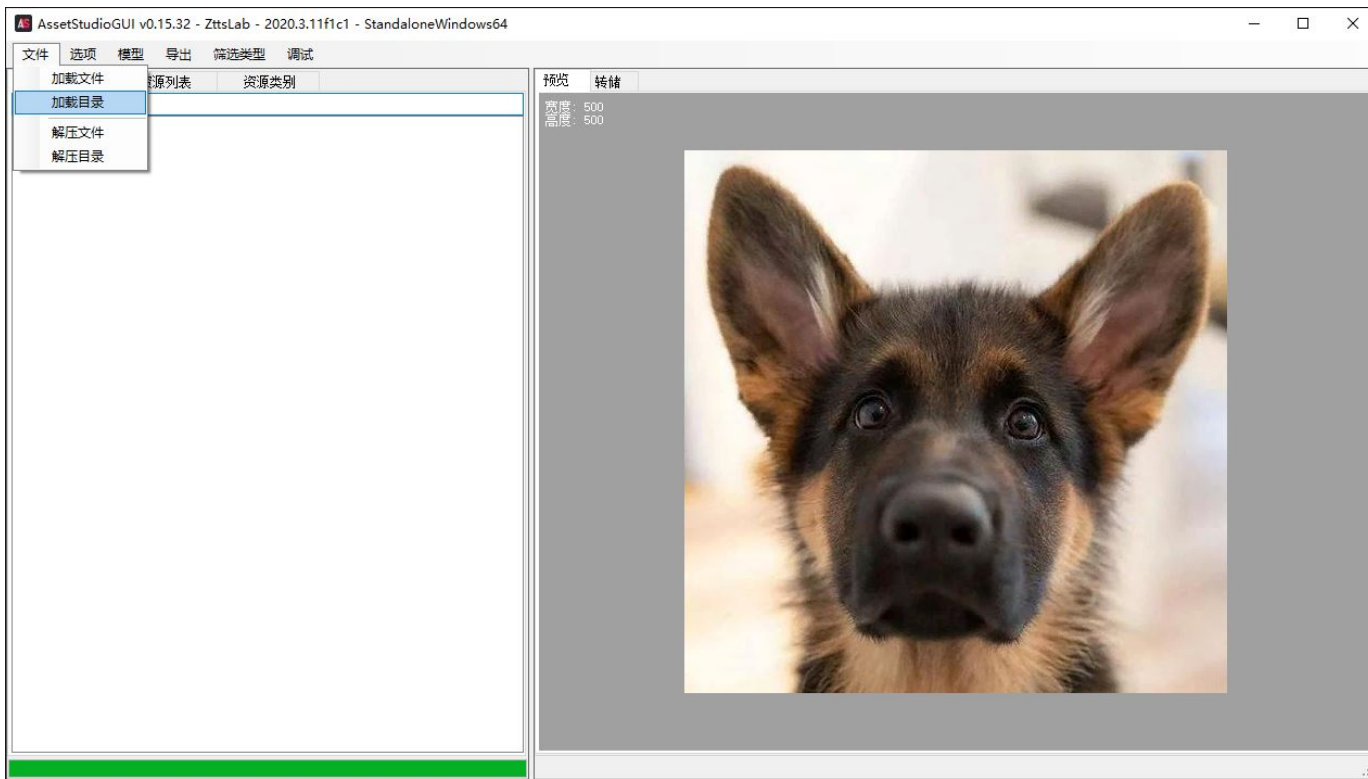 AssetStudioGUI v0.15.32 - ZttsLab - 2020.3.11f1c1 - StandaloneWindows64
文件 选项 模型 导出 筛选类型 调试
加载文件
加载目录
解压文件
解压目录
源列表 资源类别
预览 转储
宽度: 500
高度: 500